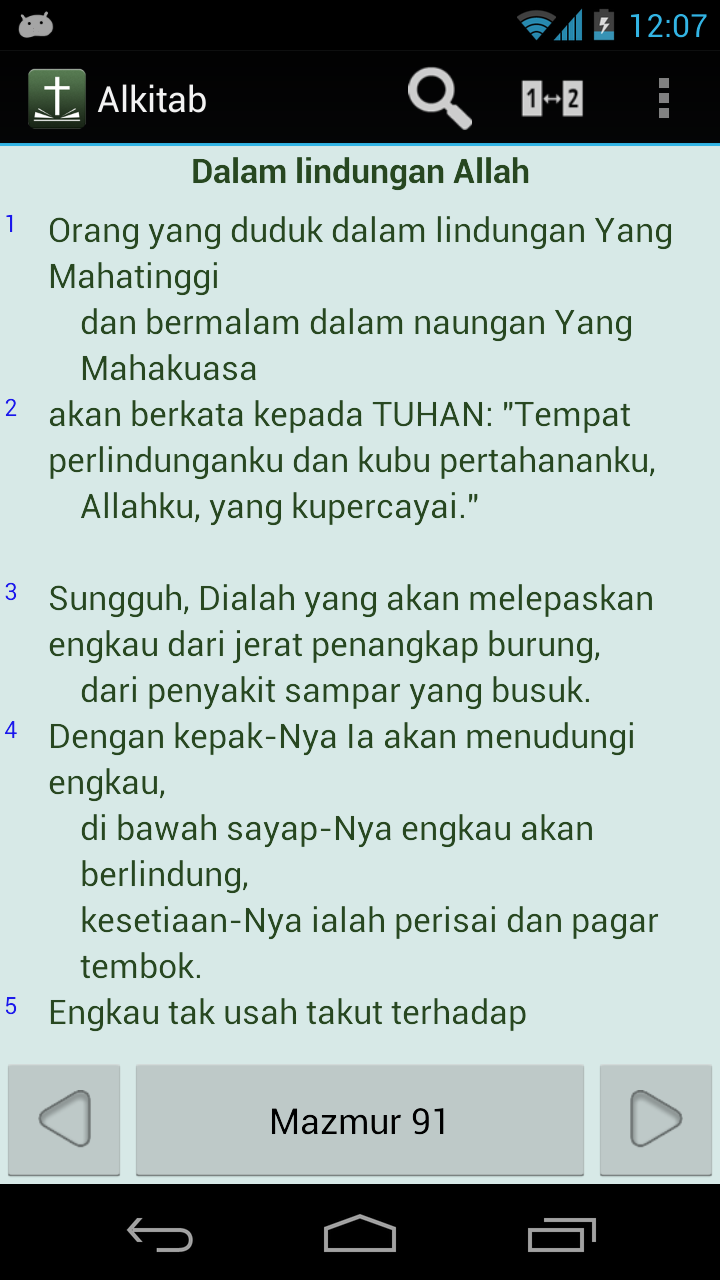 12:07
Alkitab
1↔2
Dalam lindungan Allah
1 Orang yang duduk dalam lindungan Yang
Mahatinggi
dan bermalam dalam naungan Yang
Mahakuasa
2 akan berkata kepada TUHAN: "Tempat
perlindunganku dan kubu pertahananku,
Allahku, yang kupercayai."
3 Sungguh, Dialah yang akan melepaskan
engkau dari jerat penangkap burung,
dari penyakit sampar yang busuk.
4 Dengan kepak-Nya Ia akan menudungi
engkau,
di bawah sayap-Nya engkau akan
berlindung,
kesetiaan-Nya ialah perisai dan pagar
tembok.
5 Engkau tak usah takut terhadap
Mazmur 91